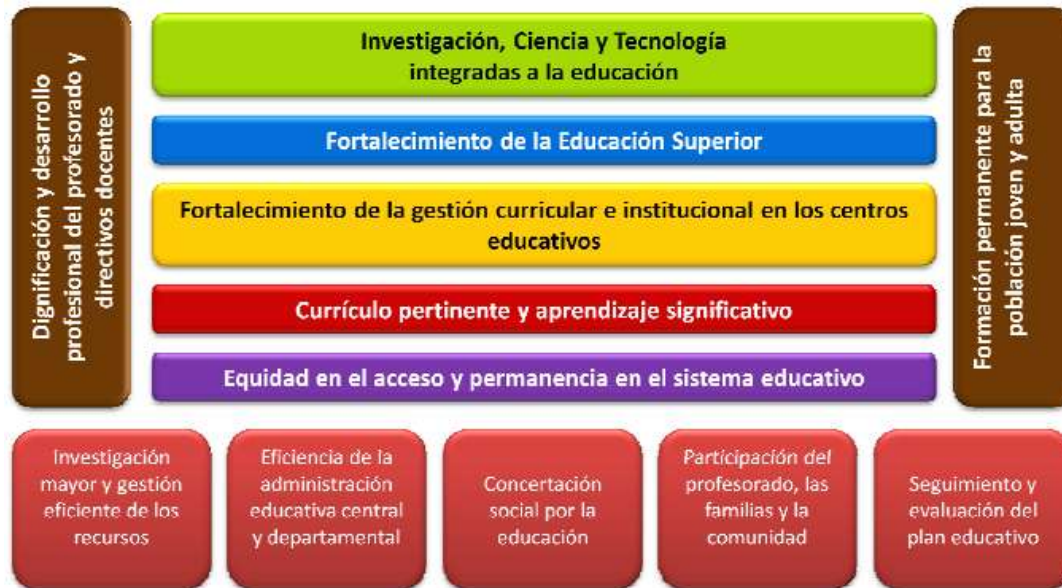 Dignificación y desarrollo
profesional del profesorado y
directivos docentes
Investigación, Ciencia y Tecnología
integradas a la educación
Fortalecimiento de la Educación Superior
Fortalecimiento de la gestión curricular e institucional en los centros
educativos
Currículo pertinente y aprendizaje significativo
Equidad en el acceso y permanencia en el sistema educativo
Formación permanente para la
población joven y adulta
Investigación
mayor y gestión
eficiente de los
recursos
Eficiencia de la
administración
educativa central
y departamental
Concertación
social por la
educación
Participación del
profesorado, las
familias y la
comunidad
Seguimiento y
evaluación del
plan educativo